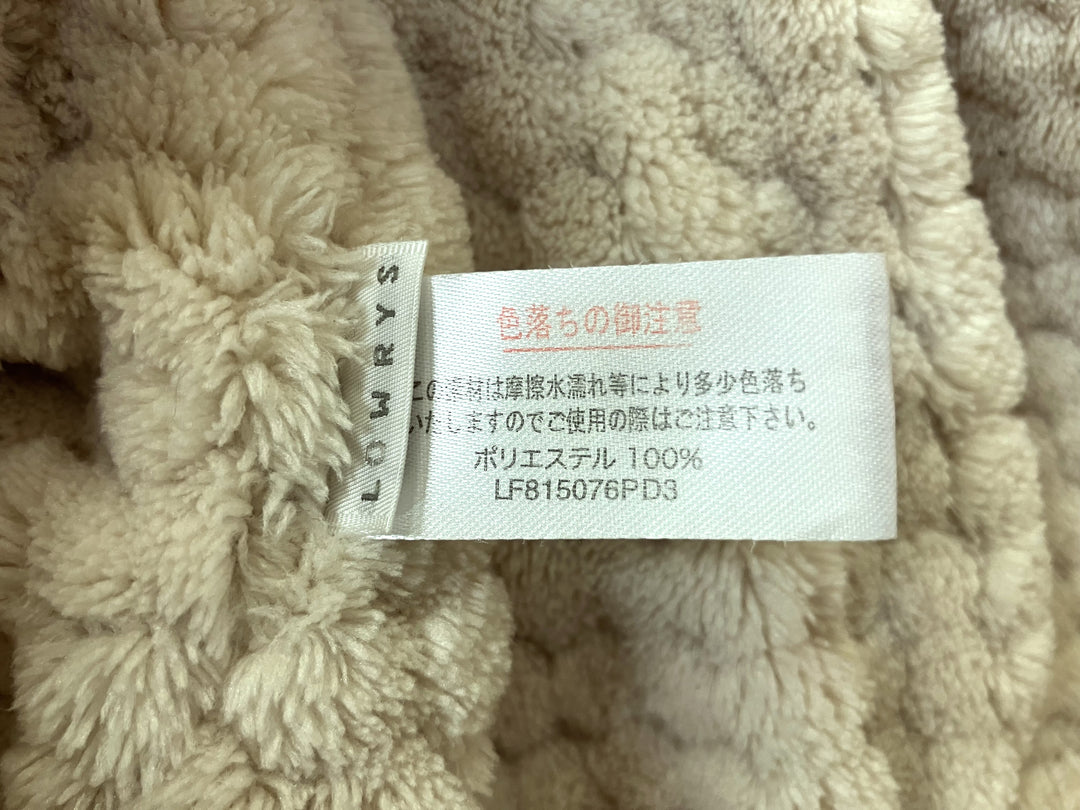 LOWRYS
色落ちの御注意
この素材は摩擦水濡れ等により多少色落ち
いたしますのでご使用の際はご注意下さい。
ポリエステル 100%
LF815076PD3